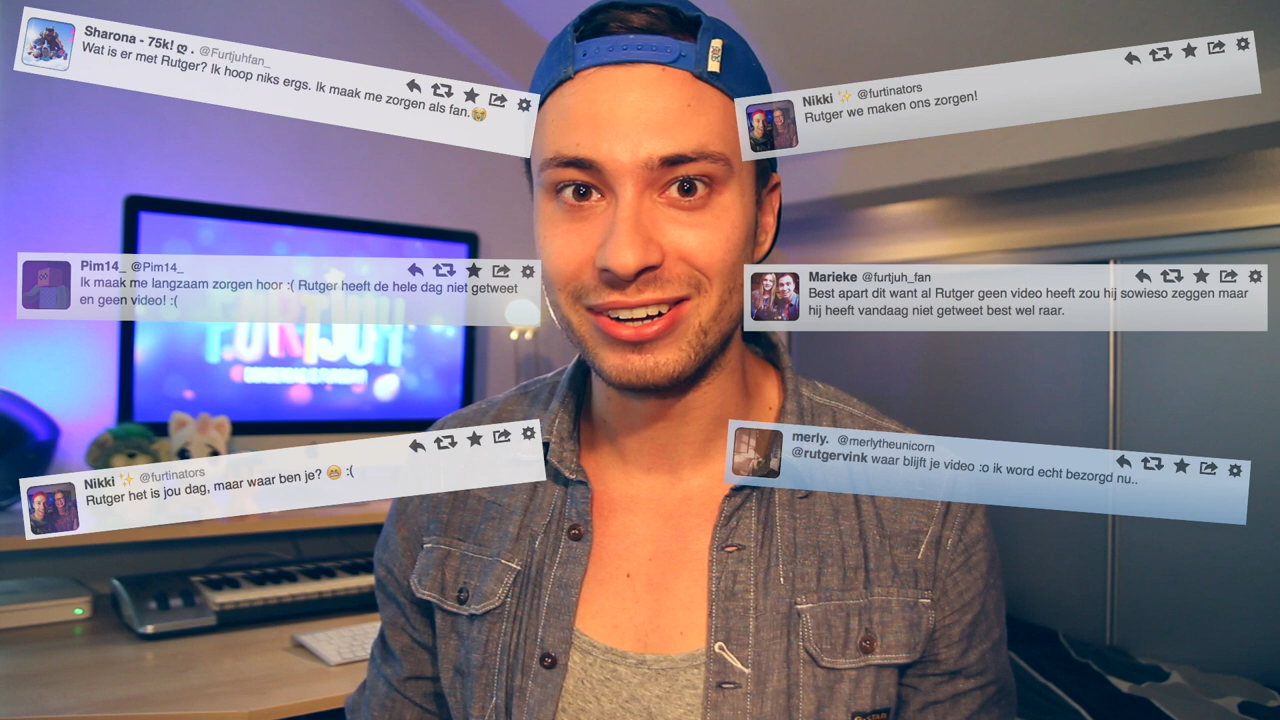 Sharona - 75k! ღ . @Furtjuhfan_
Wat is er met Rutger? Ik hoop niks ergs. Ik maak me zorgen als fan.😭
Nikki ✨ @furtinators
Rutger we maken ons zorgen!
Pim14_ @Pim14_
Ik maak me langzaam zorgen hoor :( Rutger heeft de hele dag niet getweet
en geen video! :(
Marieke @furtjuh_fan
Best apart dit want al Rutger geen video heeft zou hij sowieso zeggen maar
hij heeft vandaag niet getweet best wel raar.
FURTJUH
Nikki ✨ @furtinators
Rutger het is jou dag, maar waar ben je? 😁 :(
merly. @merlytheunicorn
@rutgervink waar blijft je video :o ik word echt bezorgd nu..